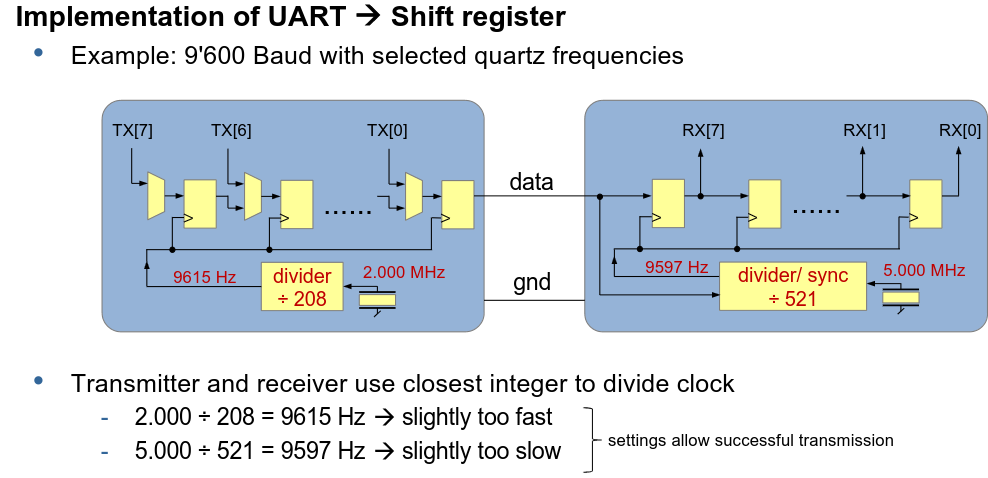 Implementation of UART → Shift register
• Example: 9'600 Baud with selected quartz frequencies
TX[7] TX[6] TX[0] RX[7] RX[1] RX[0]
data
...... ......
9615 Hz divider ÷ 208 2.000 MHz
gnd
9597 Hz divider/ sync ÷ 521 5.000 MHz
• Transmitter and receiver use closest integer to divide clock
- 2.000 ÷ 208 = 9615 Hz → slightly too fast
- 5.000 ÷ 521 = 9597 Hz → slightly too slow
settings allow successful transmission